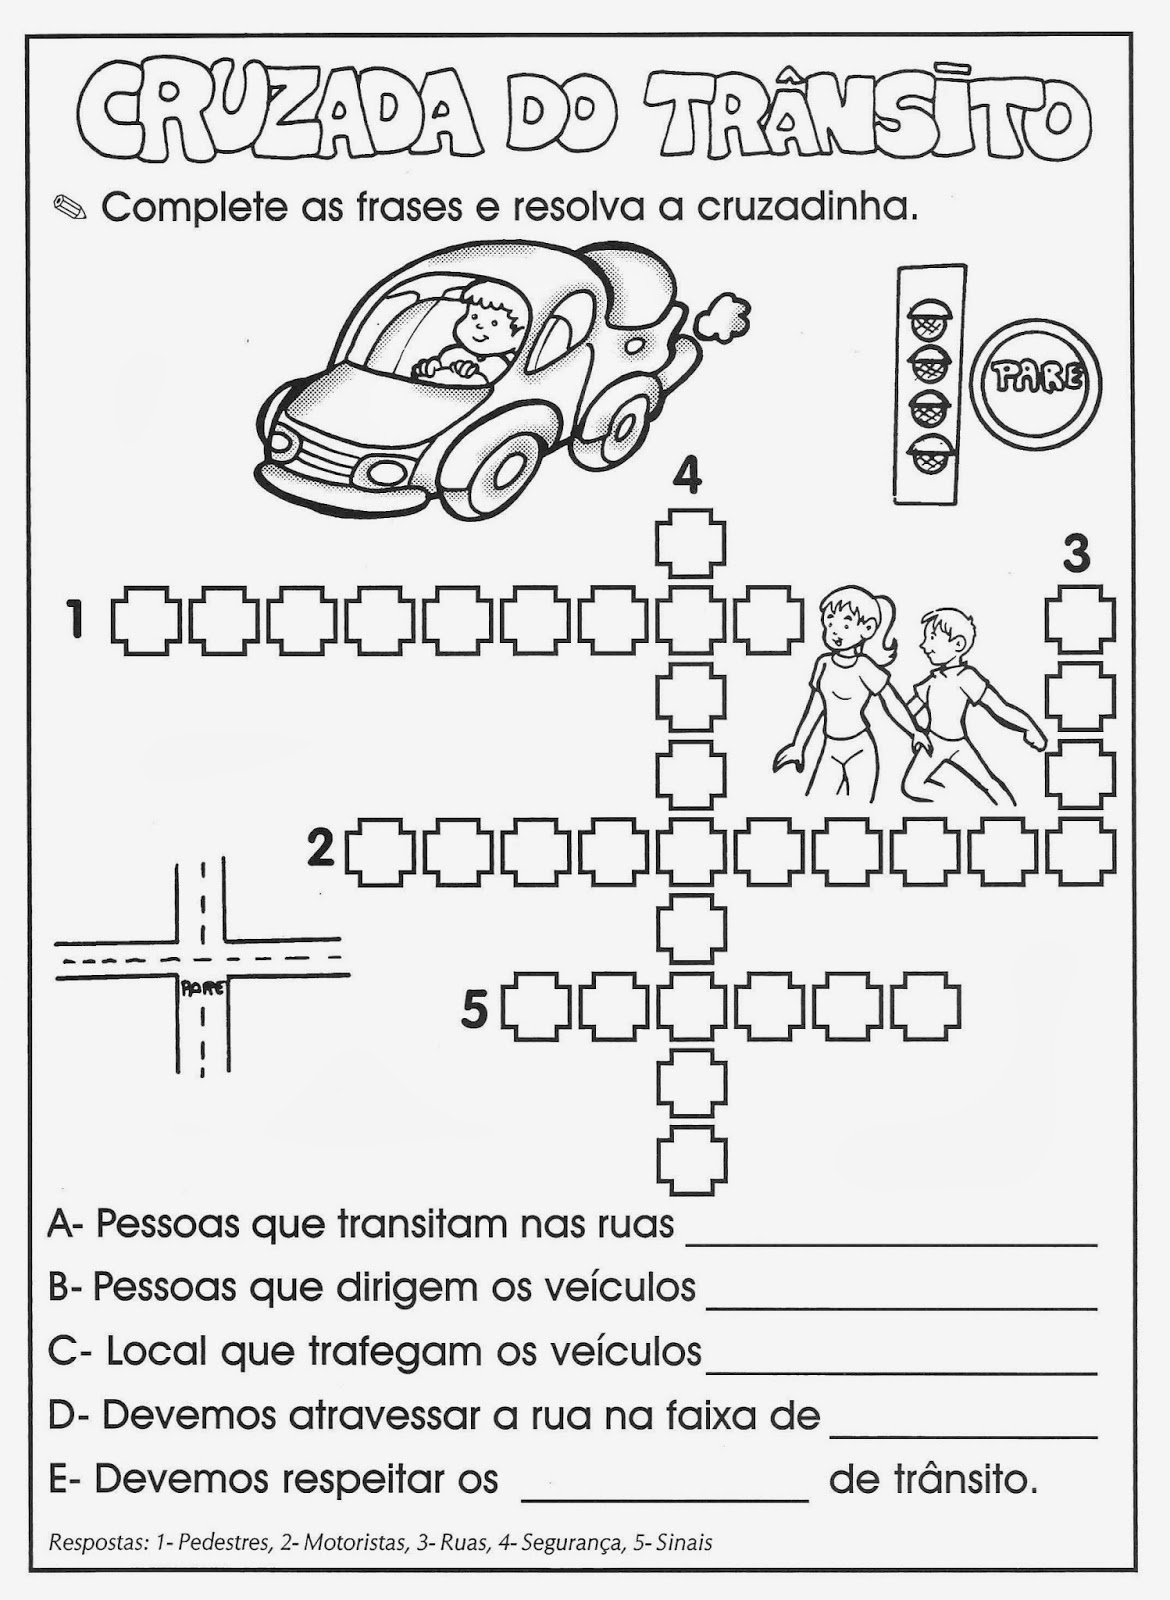 CRUZADA DO TRÂNSITO
Complete as frases e resolva a cruzadinha.
PARE
4
3
1
2
PARE
5
A- Pessoas que transitam nas ruas
B- Pessoas que dirigem os veículos
C- Local que trafegam os veículos
D- Devemos atravessar a rua na faixa de
E- Devemos respeitar os ______ de trânsito.
Respostas: 1- Pedestres, 2- Motoristas, 3- Ruas, 4- Segurança, 5- Sinais